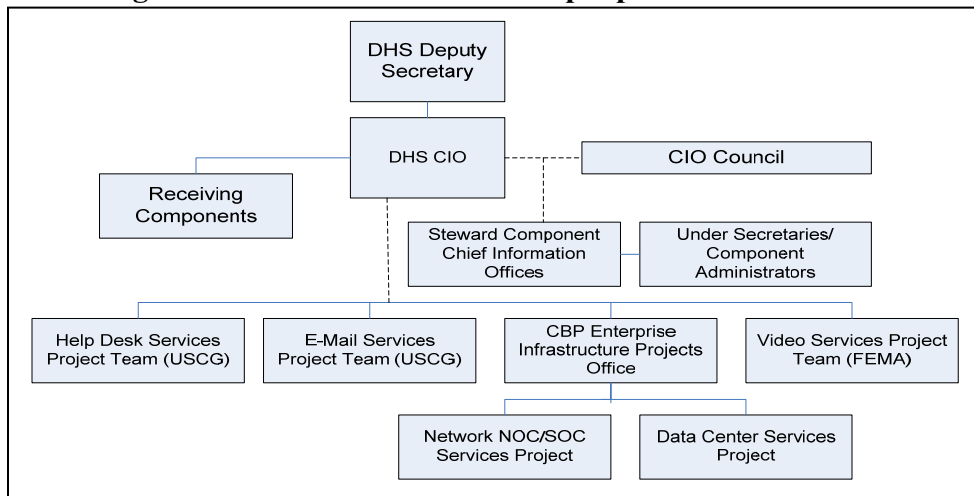 DHS Deputy
Secretary
DHS CIO
CIO Council
Receiving
Components
Steward Component
Chief Information
Offices
Under Secretaries/
Component
Administrators
Help Desk Services
Project Team (USCG)
E-Mail Services
Project Team (USCG)
CBP Enterprise
Infrastructure Projects
Office
Video Services Project
Team (FEMA)
Network NOC/SOC
Services Project
Data Center Services
Project